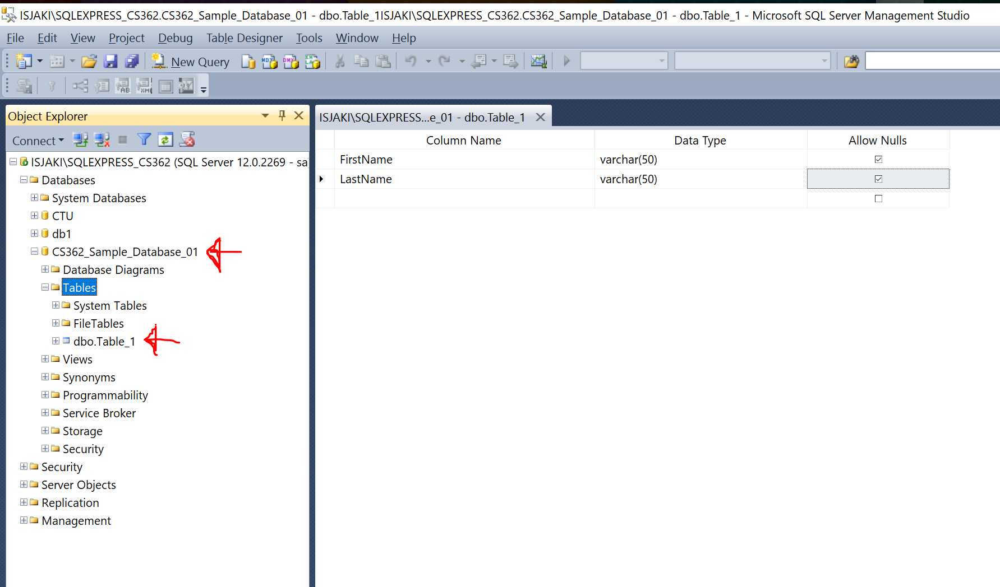 ISJAKI\SQLEXPRESS_CS362.CS362_Sample_Database_01 - dbo.Table_1ISJAKI\SQLEXPRESS_CS362.CS362_Sample_Database_01 - dbo.Table_1 - Microsoft SQL Server Management Studio
File Edit View Project Debug Table Designer Tools Window Help
New Query
Object Explorer
Connect
ISJAKI\SQLEXPRESS_CS362 (SQL Server 12.0.2269 - sa
Databases
System Databases
CTU
db1
CS362_Sample_Database_01
Database Diagrams
Tables
System Tables
FileTables
dbo.Table_1
Views
Synonyms
Programmability
Service Broker
Storage
Security
Security
Server Objects
Replication
Management
ISJAKI\SQLEXPRESS...e_01 - dbo.Table_1
Column Name Data Type Allow Nulls
FirstName varchar(50)
LastName varchar(50)